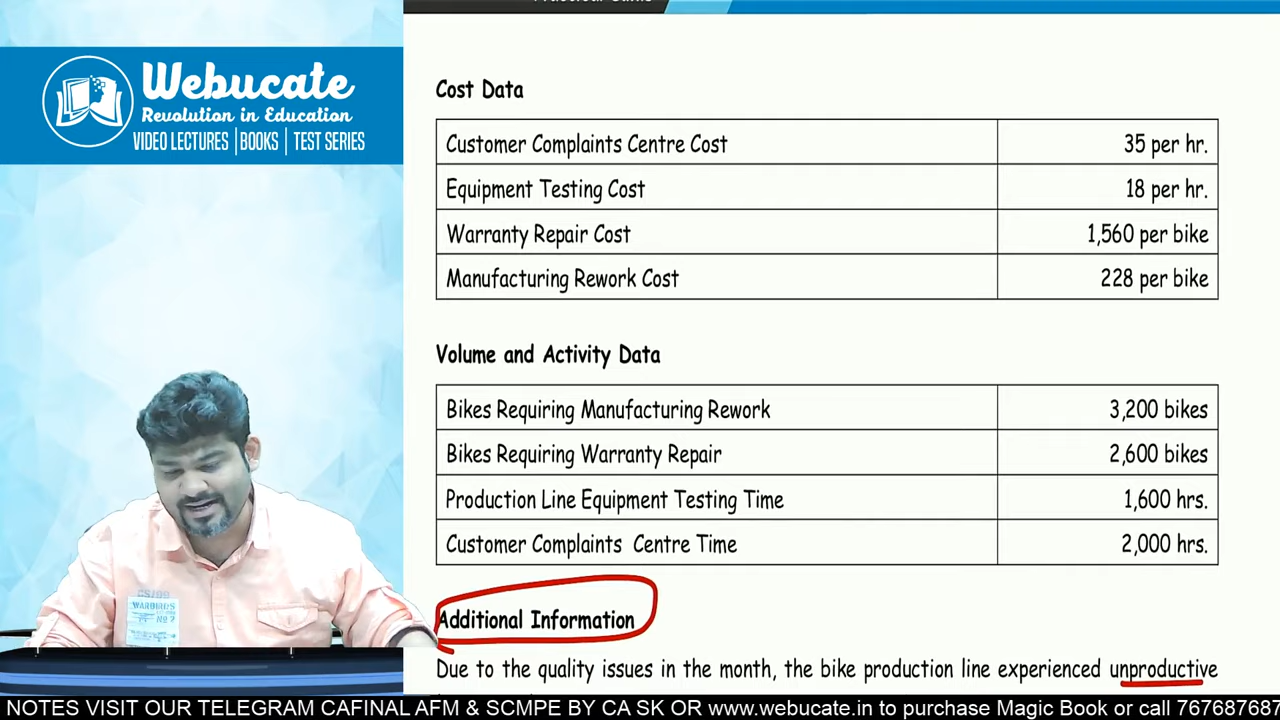 Webucate
Revolution in Education
VIDEO LECTURES | BOOKS | TEST SERIES
Cost Data
Customer Complaints Centre Cost 35 per hr.
Equipment Testing Cost 18 per hr.
Warranty Repair Cost 1,560 per bike
Manufacturing Rework Cost 228 per bike
Volume and Activity Data
Bikes Requiring Manufacturing Rework 3,200 bikes
Bikes Requiring Warranty Repair 2,600 bikes
Production Line Equipment Testing Time 1,600 hrs.
Customer Complaints Centre Time 2,000 hrs.
Additional Information
Due to the quality issues in the month, the bike production line experienced unproductive
NOTES VISIT OUR TELEGRAM CAFINAL AFM & SCMPE BY CA SK OR www.webucate.in to purchase Magic Book or call 767687687